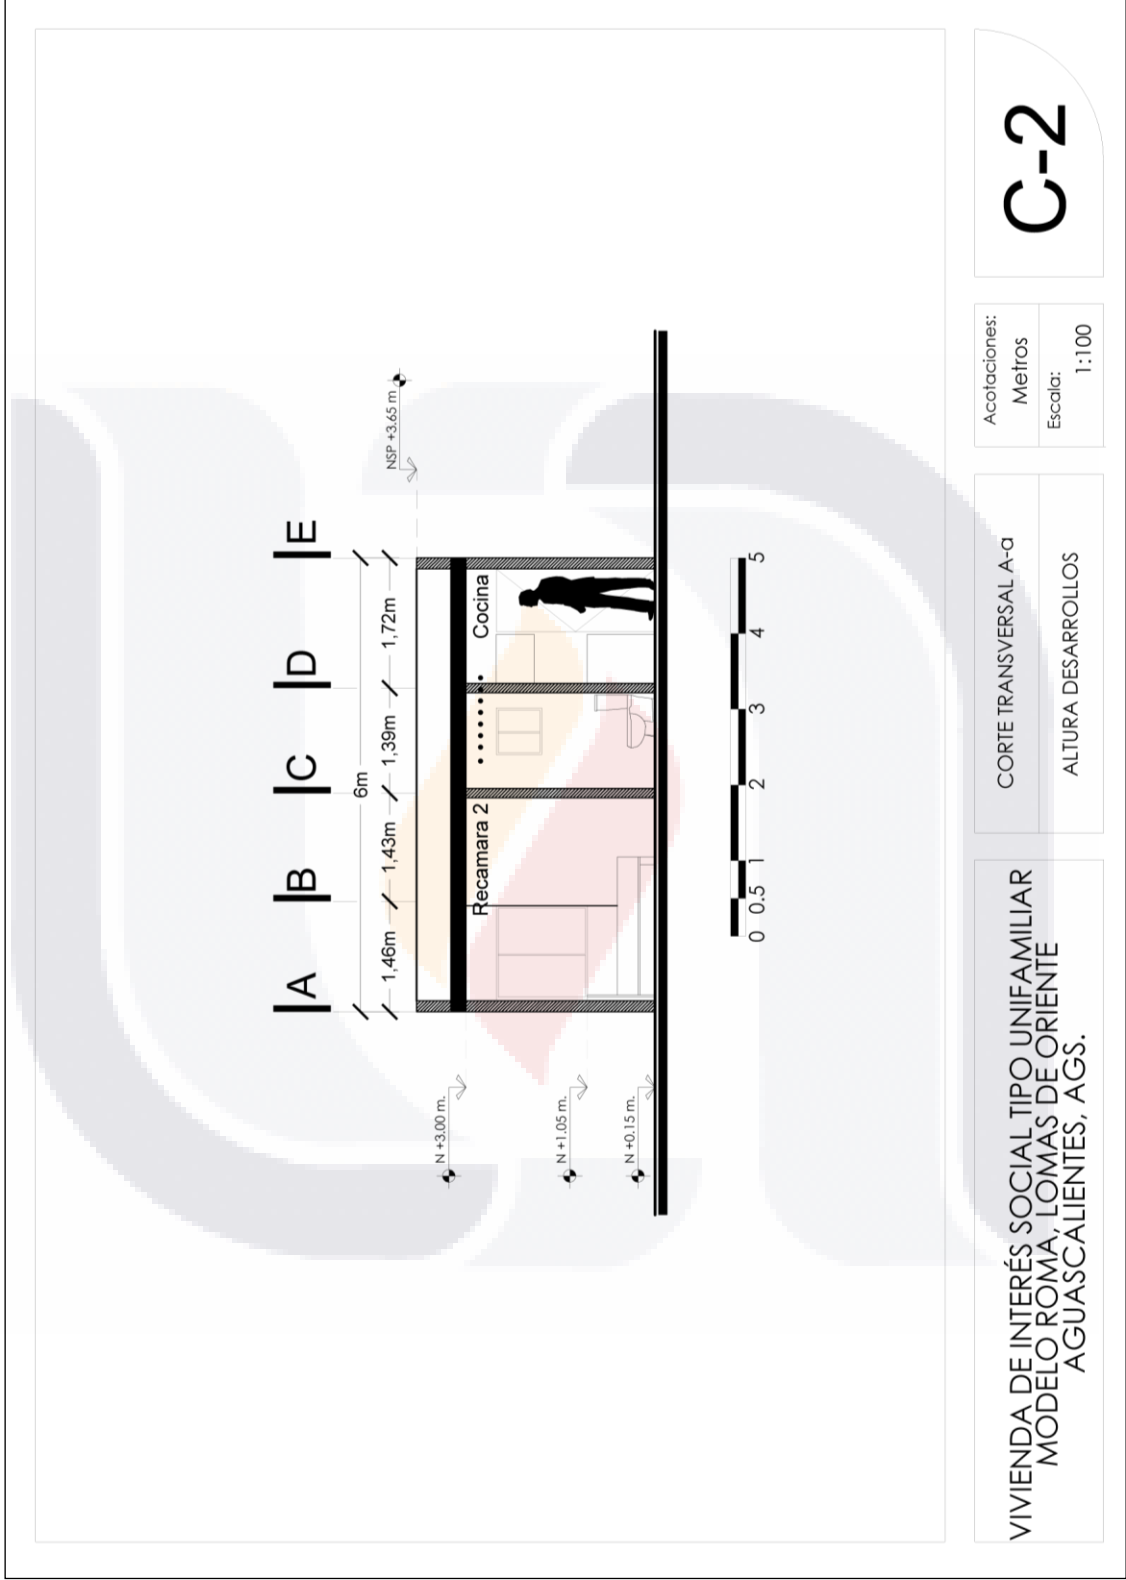 A B C D E
6m
1,46m 1,43m 1,39m 1,72m
NSP +3.65 m
N +3.00 m.
Recamara 2
Cocina
N +1.05 m.
N +0.15 m.
0 0.5 1 2 3 4 5
VIVIENDA DE INTERÉS SOCIAL TIPO UNIFAMILIAR
MODELO ROMA, LOMAS DE ORIENTE
AGUASCALIENTES, AGS.
CORTE TRANSVERSAL A-a
ALTURA DESARROLLOS
Acotaciones:
Metros
Escala:
1:100
C-2